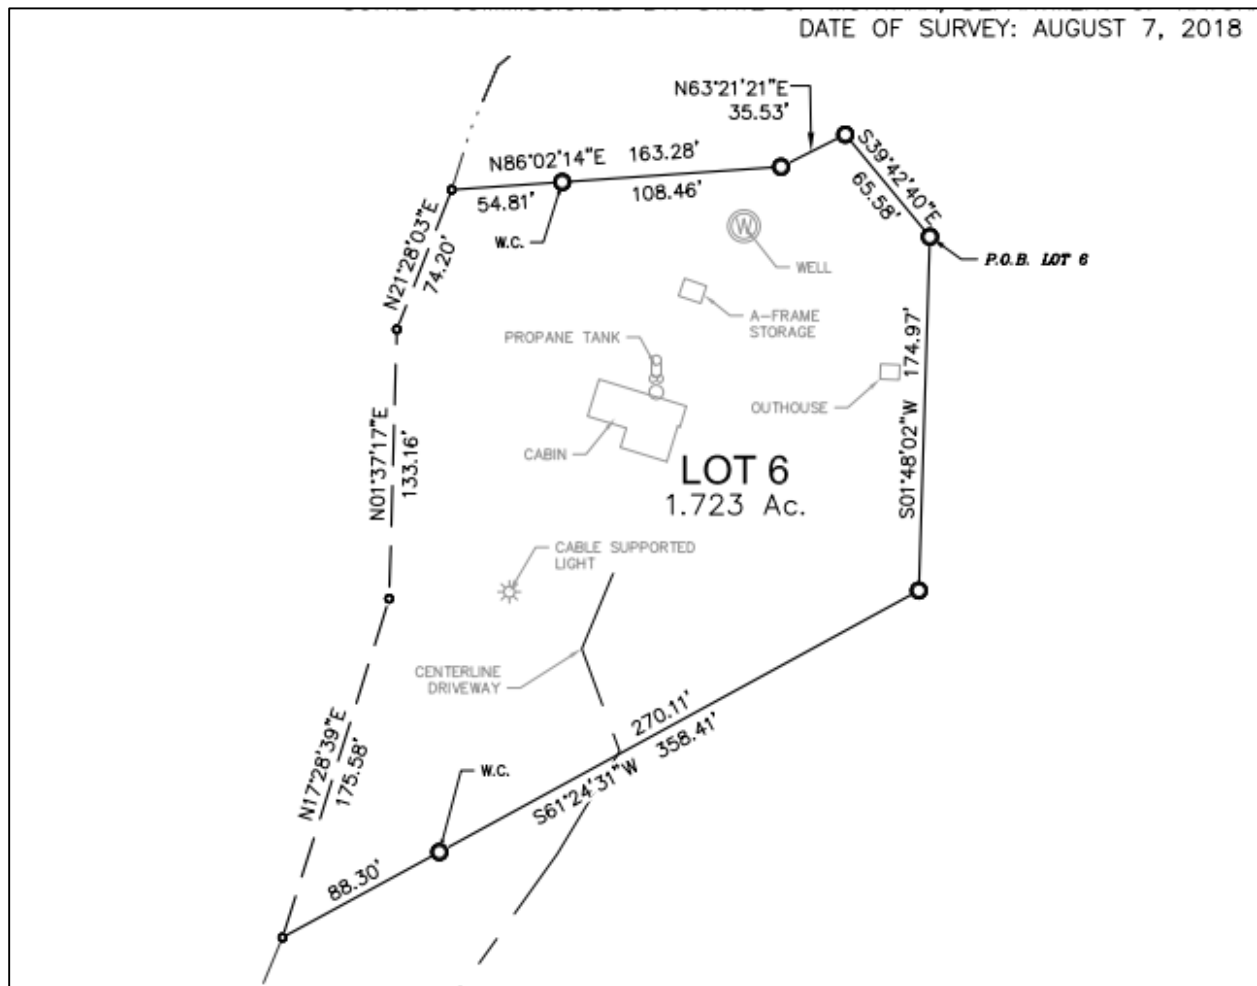 DATE OF SURVEY: AUGUST 7, 2018
N63°21'21"E
35.53'
S39°42'40"E
65.58'
N86°02'14"E
163.28'
54.81'
108.46'
W.C.
N21°28'03"E
74.20'
WELL
P.O.B. LOT 6
A-FRAME
STORAGE
PROPANE TANK
174.97'
S01°48'02"W
OUTHOUSE
CABIN
LOT 6
1.723 Ac.
N01°37'17"E
133.16'
CABLE SUPPORTED
LIGHT
CENTERLINE
DRIVEWAY
270.11'
358.41'
S61°24'31"W
W.C.
N17°28'39"E
175.58'
88.30'
W